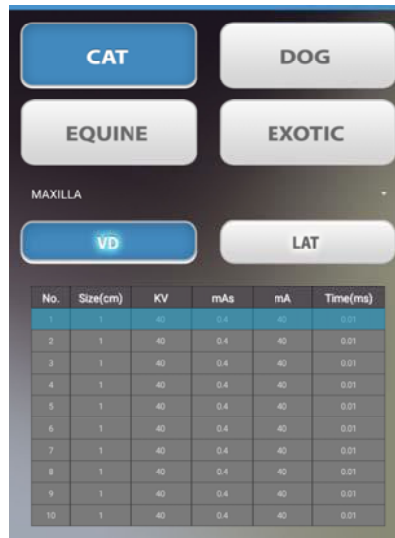 CAT DOG
EQUINE EXOTIC
MAXILLA
VD LAT
No. Size(cm) KV mAs mA Time(ms)
1 1 40 0.4 40 0.01
2 1 40 0.4 40 0.01
3 1 40 0.4 40 0.01
4 1 40 0.4 40 0.01
5 1 40 0.4 40 0.01
6 1 40 0.4 40 0.01
7 1 40 0.4 40 0.01
8 1 40 0.4 40 0.01
9 1 40 0.4 40 0.01
10 1 40 0.4 40 0.01